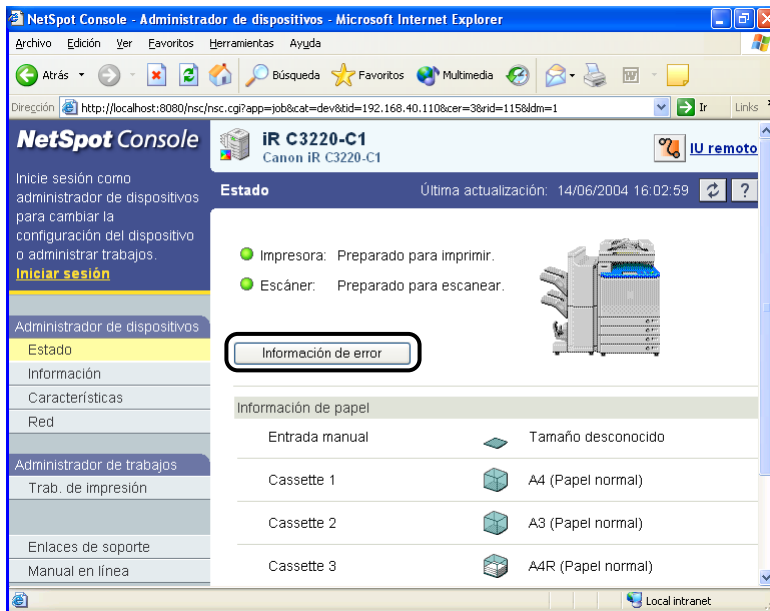 NetSpot Console - Administrador de dispositivos - Microsoft Internet Explorer
Archivo Edición Ver Favoritos Herramientas Ayuda
Atrás Búsqueda Favoritos Multimedia
Dirección http://localhost:8080/nsc/nsc.cgi?app=job&cat=dev&tid=192.168.40.110&cer=3&rid=115&ldm=1 Ir Links
NetSpot Console
iR C3220-C1
Canon iR C3220-C1
IU remoto
Inicie sesión como
administrador de dispositivos
para cambiar la
configuración del dispositivo
o administrar trabajos.
Iniciar sesión
Estado Última actualización: 14/06/2004 16:02:59 ?
Impresora: Preparado para imprimir.
Escáner: Preparado para escanear.
Información de error
Administrador de dispositivos
Estado
Información
Características
Red
Administrador de trabajos
Trab. de impresión
Enlaces de soporte
Manual en línea
Información de papel
Entrada manual Tamaño desconocido
Cassette 1 A4 (Papel normal)
Cassette 2 A3 (Papel normal)
Cassette 3 A4R (Papel normal)
Local intranet